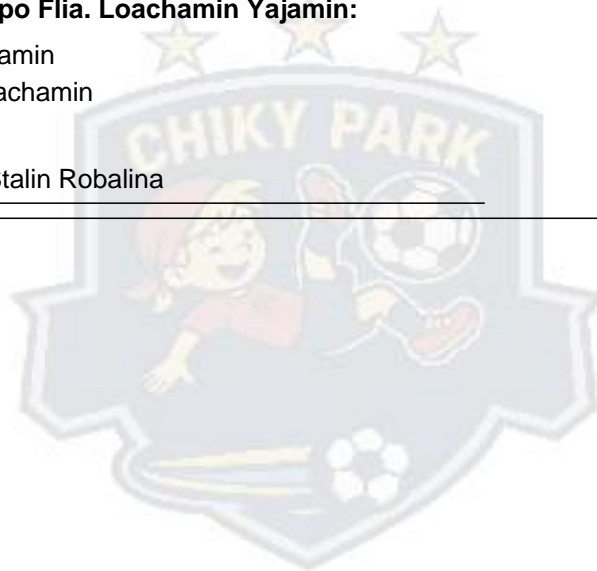 po Flia. Loachamin Yajamin:
amin
achamin
Stalin Robalina
CHIKY PARK